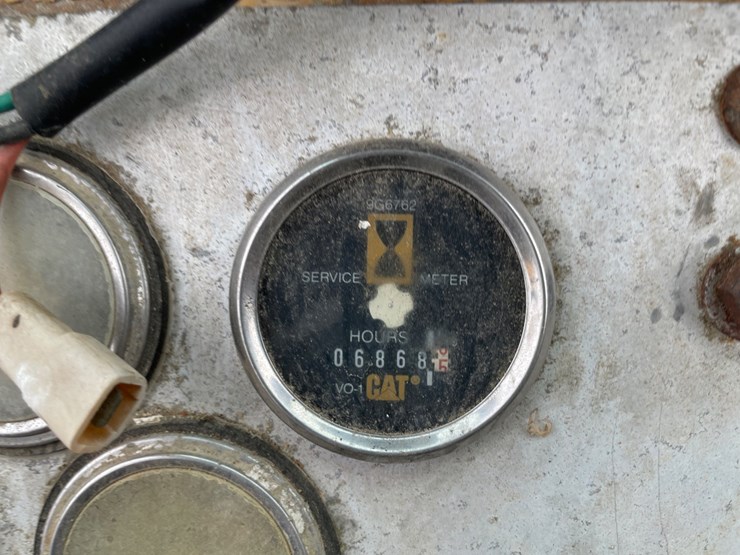 9G6762
SERVICE METER
HOURS
06868
VO-1 CAT